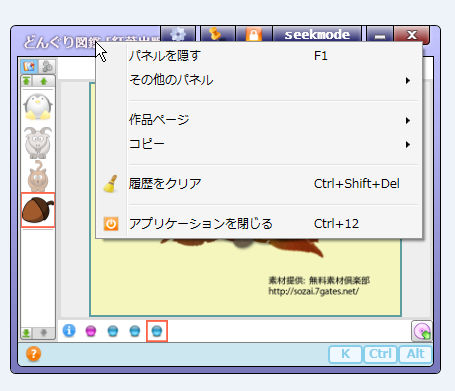 どんぐり図鑑「紅葉出版
seekmode
パネルを隠す F1
その他のパネル
作品ページ
コピー
履歴をクリア Ctrl+Shift+Del
アプリケーションを閉じる Ctrl+12
素材提供: 無料素材倶楽部
http://sozai.7gates.net/
K Ctrl Alt